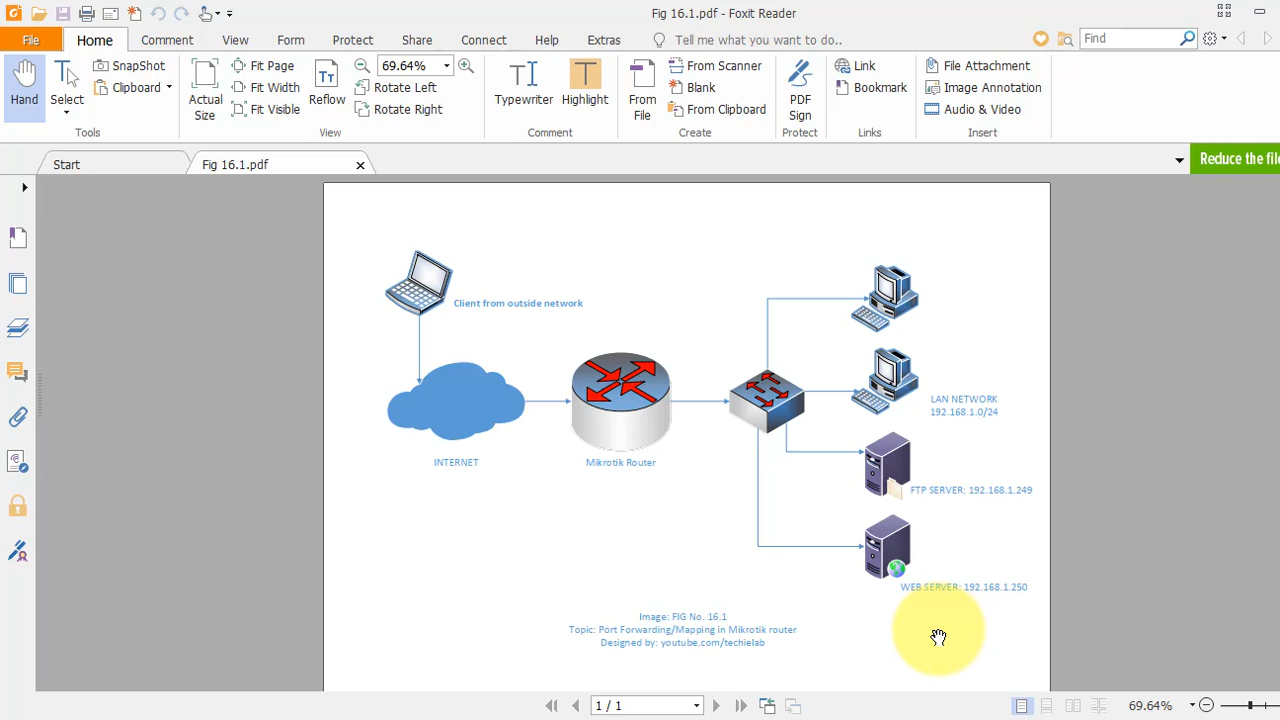 Fig 16.1.pdf - Foxit Reader
File
Home
Comment
View
Form
Protect
Share
Connect
Help
Extras
Tell me what you want to do..
Find
Hand
Select
SnapShot
Clipboard
Tools
Actual Size
Fit Page
Fit Width
Fit Visible
Reflow
69.64%
Rotate Left
Rotate Right
View
Typewriter
Highlight
Comment
From File
From Scanner
Blank
From Clipboard
Create
PDF Sign
Protect
Link
Bookmark
Links
File Attachment
Image Annotation
Audio & Video
Insert
Start
Fig 16.1.pdf
Reduce the file
Client from outside network
INTERNET
Mikrotik Router
LAN NETWORK
192.168.1.0/24
FTP SERVER: 192.168.1.249
WEB SERVER: 192.168.1.250
Image: FIG No. 16.1
Topic: Port Forwarding/Mapping in Mikrotik router
Designed by: youtube.com/techielab
1 / 1
69.64%